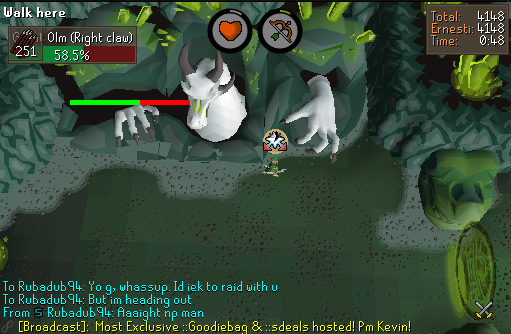 Walk here
Total: 4148
Ernesti: 4148
Time: 0:48
Olm (Right claw)
251
58.5%
To Rubadub94: Yo g, whassup. Id iek to raid with u
To Rubadub94: But im heading out
From S Rubadub94: Aaaight np man
[Broadcast]: Most Exclusive ::Goodiebag & ::sdeals hosted! Pm Kevin!